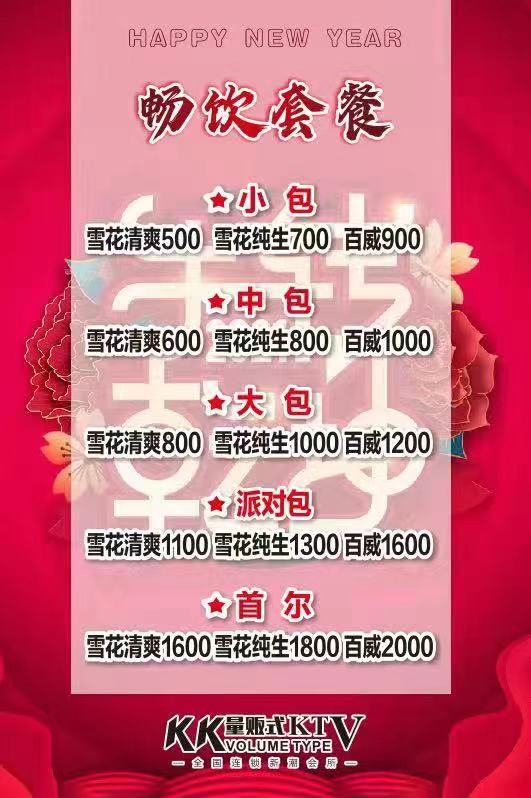 HAPPY NEW YEAR
畅饮套餐
★小包
雪花清爽500 雪花纯生700 百威900
★中包
雪花清爽600 雪花纯生800 百威1000
★大包
雪花清爽800 雪花纯生1000 百威1200
★派对包
雪花清爽1100 雪花纯生1300 百威1600
★首尔
雪花清爽1600 雪花纯生1800 百威2000
KK量贩式KTV
VOLUME TYPE
全国连锁新潮会所